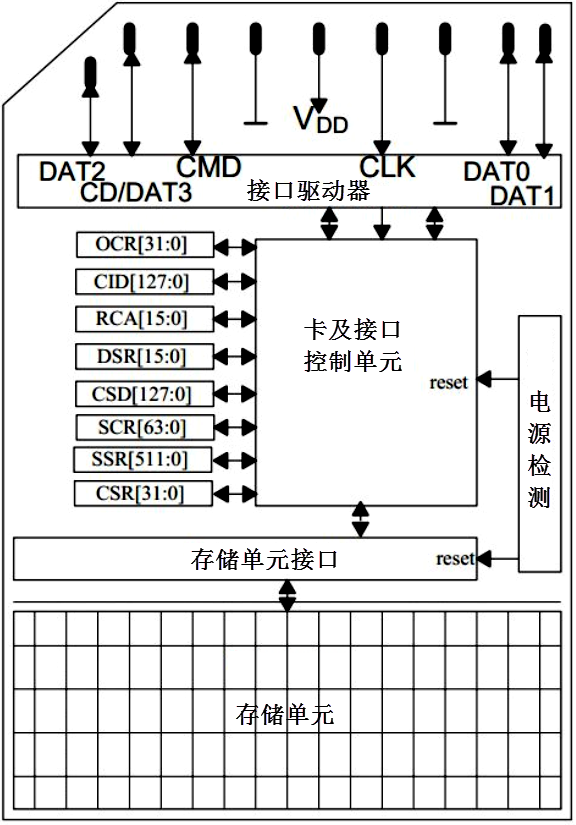 VDD
DAT2
CD/DAT3
CMD
CLK
DAT0
DAT1
接口驱动器
OCR[31:0]
CID[127:0]
RCA[15:0]
DSR[15:0]
CSD[127:0]
SCR[63:0]
SSR[511:0]
CSR[31:0]
卡及接口
控制单元
reset
电
源
检
测
存储单元接口
reset
存储单元